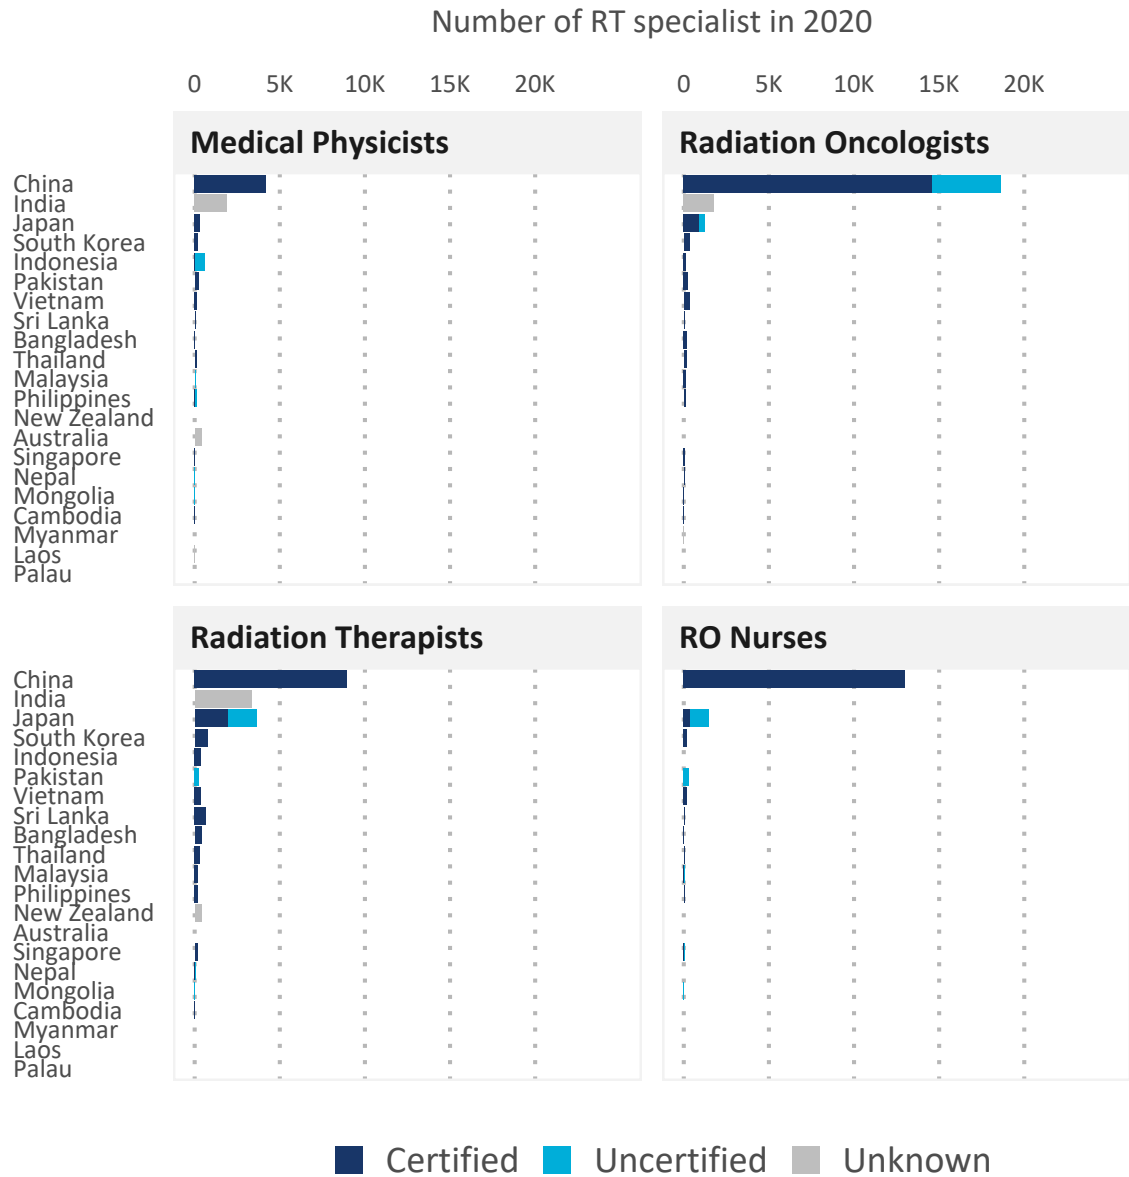 Number of RT specialist in 2020
0 5K 10K 15K 20K 0 5K 10K 15K 20K
Medical Physicists Radiation Oncologists
China
India
Japan
South Korea
Indonesia
Pakistan
Vietnam
Sri Lanka
Bangladesh
Thailand
Malaysia
Philippines
New Zealand
Australia
Singapore
Nepal
Mongolia
Cambodia
Myanmar
Laos
Palau
Radiation Therapists RO Nurses
China
India
Japan
South Korea
Indonesia
Pakistan
Vietnam
Sri Lanka
Bangladesh
Thailand
Malaysia
Philippines
New Zealand
Australia
Singapore
Nepal
Mongolia
Cambodia
Myanmar
Laos
Palau
Certified Uncertified Unknown